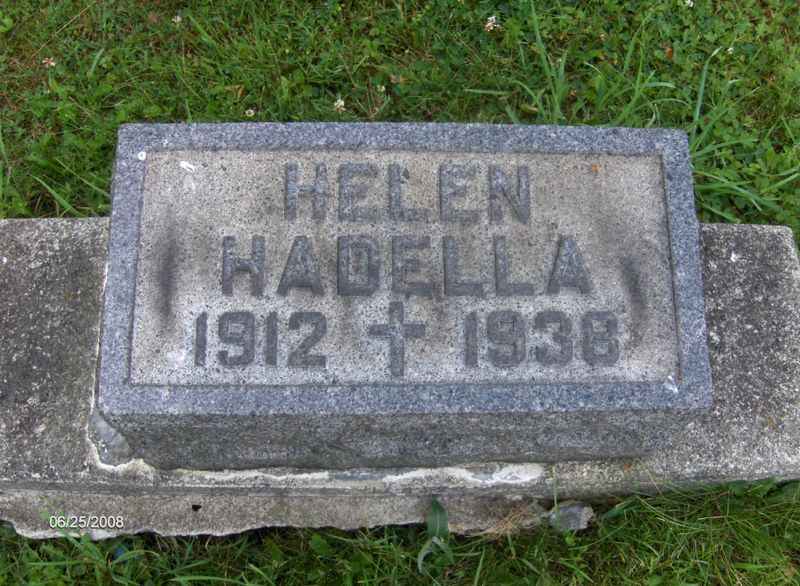 HELEN
HADELLA
1912 ✝ 1938
06/25/2008